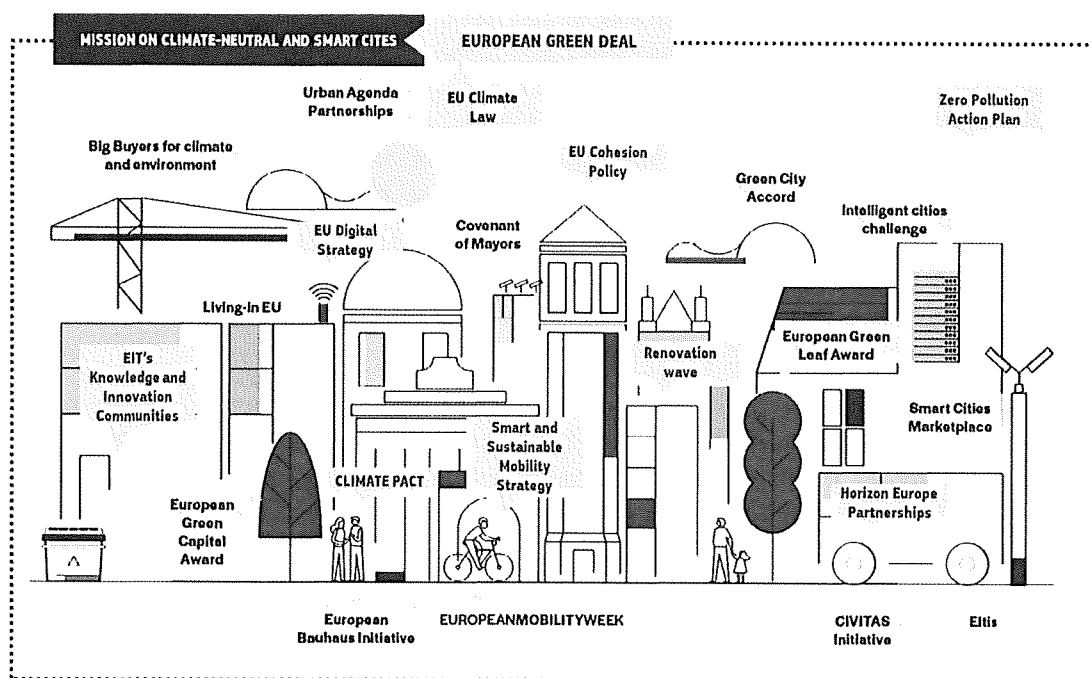 MISSION ON CLIMATE-NEUTRAL AND SMART CITES
EUROPEAN GREEN DEAL
Urban Agenda
Partnerships
EU Climate
Law
Zero Pollution
Action Plan
Big Buyers for climate
and environment
EU Cohesion
Policy
Green City
Accord
Intelligent cities
challenge
EU Digital
Strategy
Covenant
of Mayors
Living-in EU
EIT's
Knowledge and
Innovation
Communities
Renovation
wave
European Green
Leaf Award
Smart Cities
Marketplace
Smart and
Sustainable
Mobility
Strategy
CLIMATE PACT
European
Green
Capital
Award
Horizon Europe
Partnerships
European
Bauhaus Initiative
EUROPEANMOBILITYWEEK
CIVITAS
Initiative
Eltis